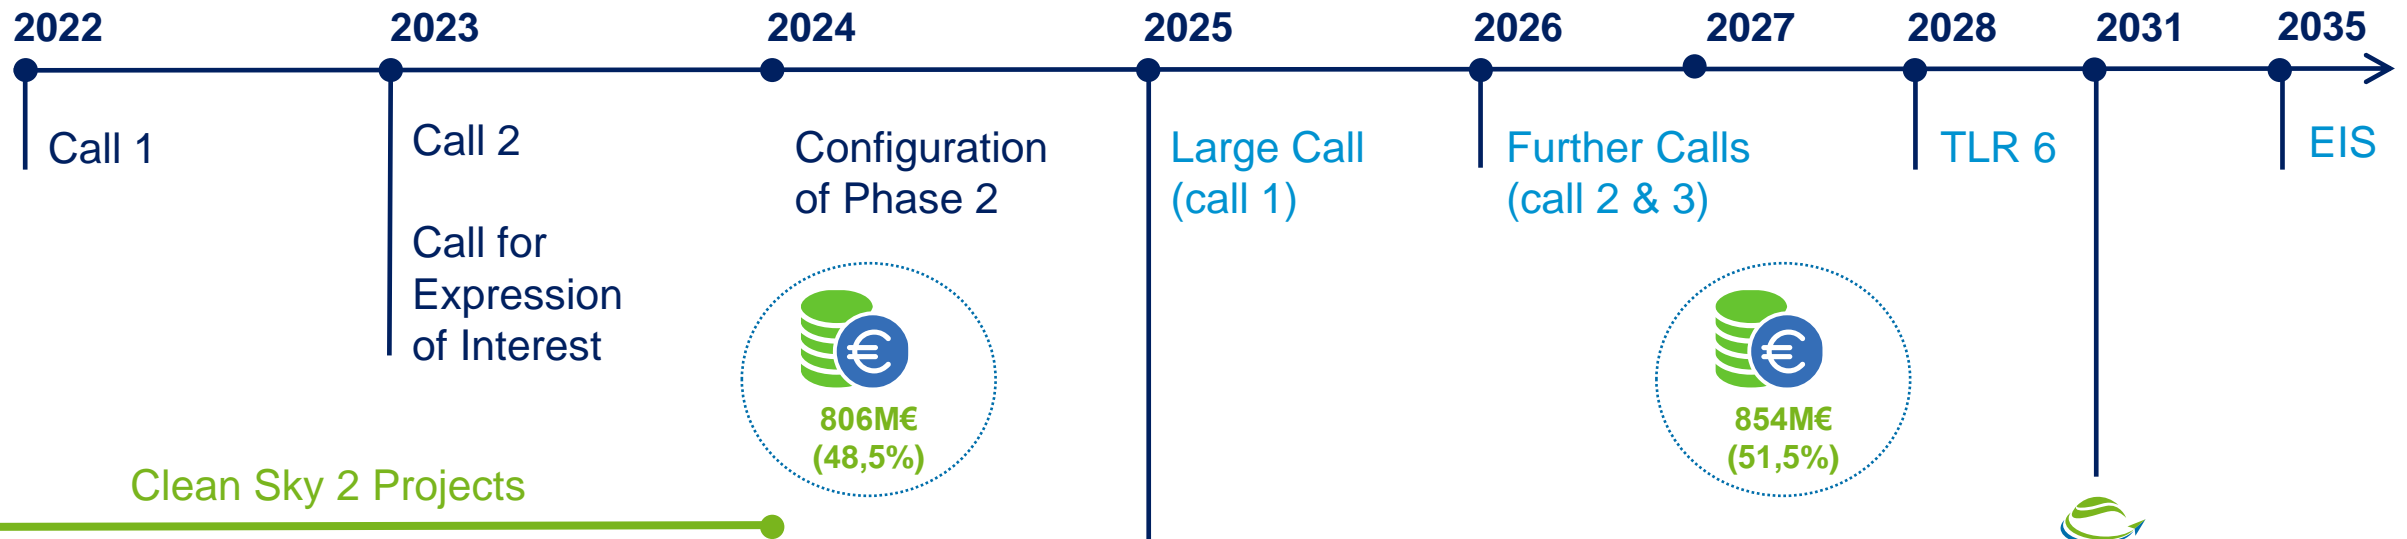 2022
2023
2024
2025
2026
2027
2028
2031
2035
Call 1
Call 2
Call for
Expression
of Interest
Configuration
of Phase 2
Large Call
(call 1)
Further Calls
(call 2 & 3)
TLR 6
EIS
€
806M€
(48,5%)
€
854M€
(51,5%)
Clean Sky 2 Projects